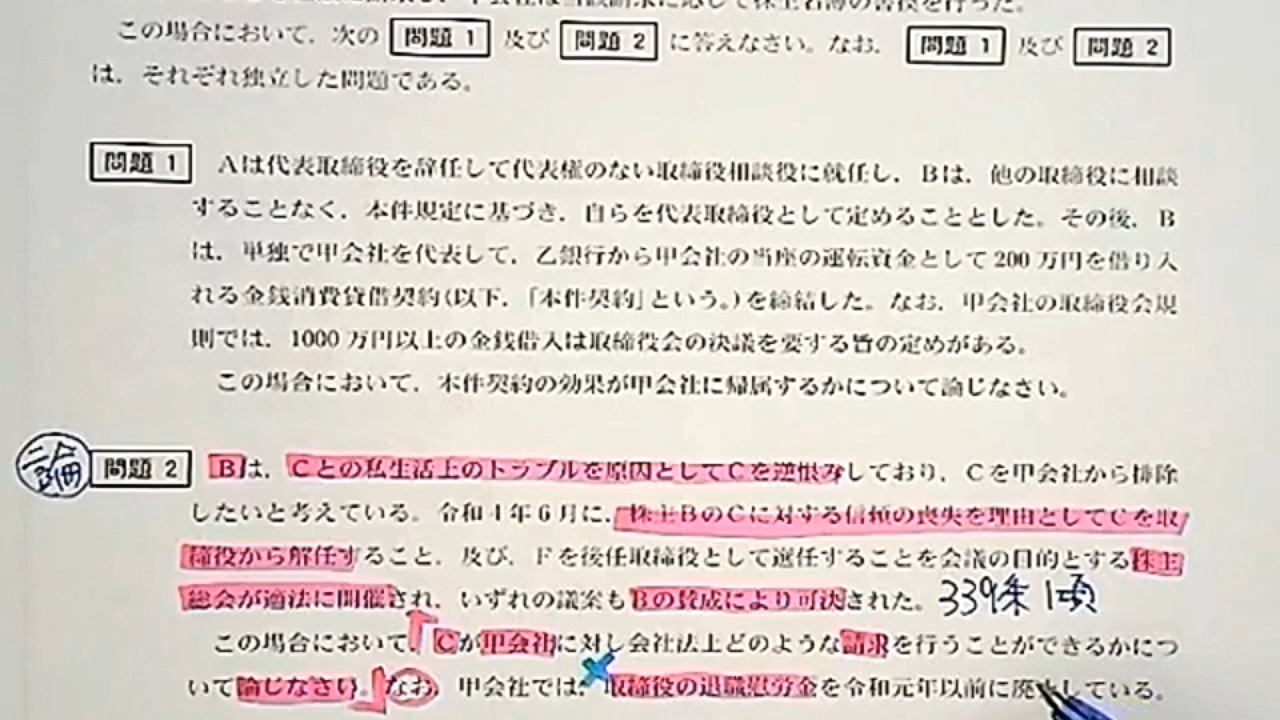 株主名簿の書換を行った。
この場合において，次の 問題 1 及び 問題 2 に答えなさい。なお， 問題 1 及び 問題 2
は，それぞれ独立した問題である。
問題 1 Aは代表取締役を辞任して代表権のない取締役相談役に就任し，Bは，他の取締役に相談
することなく，本件規定に基づき，自らを代表取締役として定めることとした。その後，B
は，単独で甲会社を代表して，乙銀行から甲会社の当座の運転資金として 200 万円を借り入
れる金銭消費貸借契約(以下，「本件契約」という。)を締結した。なお，甲会社の取締役会規
則では，1000 万円以上の金銭借入は取締役会の決議を要する旨の定めがある。
この場合において，本件契約の効果が甲会社に帰属するかについて論じなさい。
問題 2 Bは，Cとの私生活上のトラブルを原因としてCを逆恨みしており，Cを甲会社から排除
したいと考えている。令和4年6月に，株主BのCに対する信頼の喪失を理由としてCを取
締役から解任すること，及び，Fを後任取締役として選任することを会議の目的とする株主
総会が適法に開催され，いずれの議案もBの賛成により可決された。 339条1項
この場合において，Cが甲会社に対し会社法上どのような請求を行うことができるかにつ
いて論じなさい。なお，甲会社では，取締役の退職慰労金を令和元年以前に廃止している。